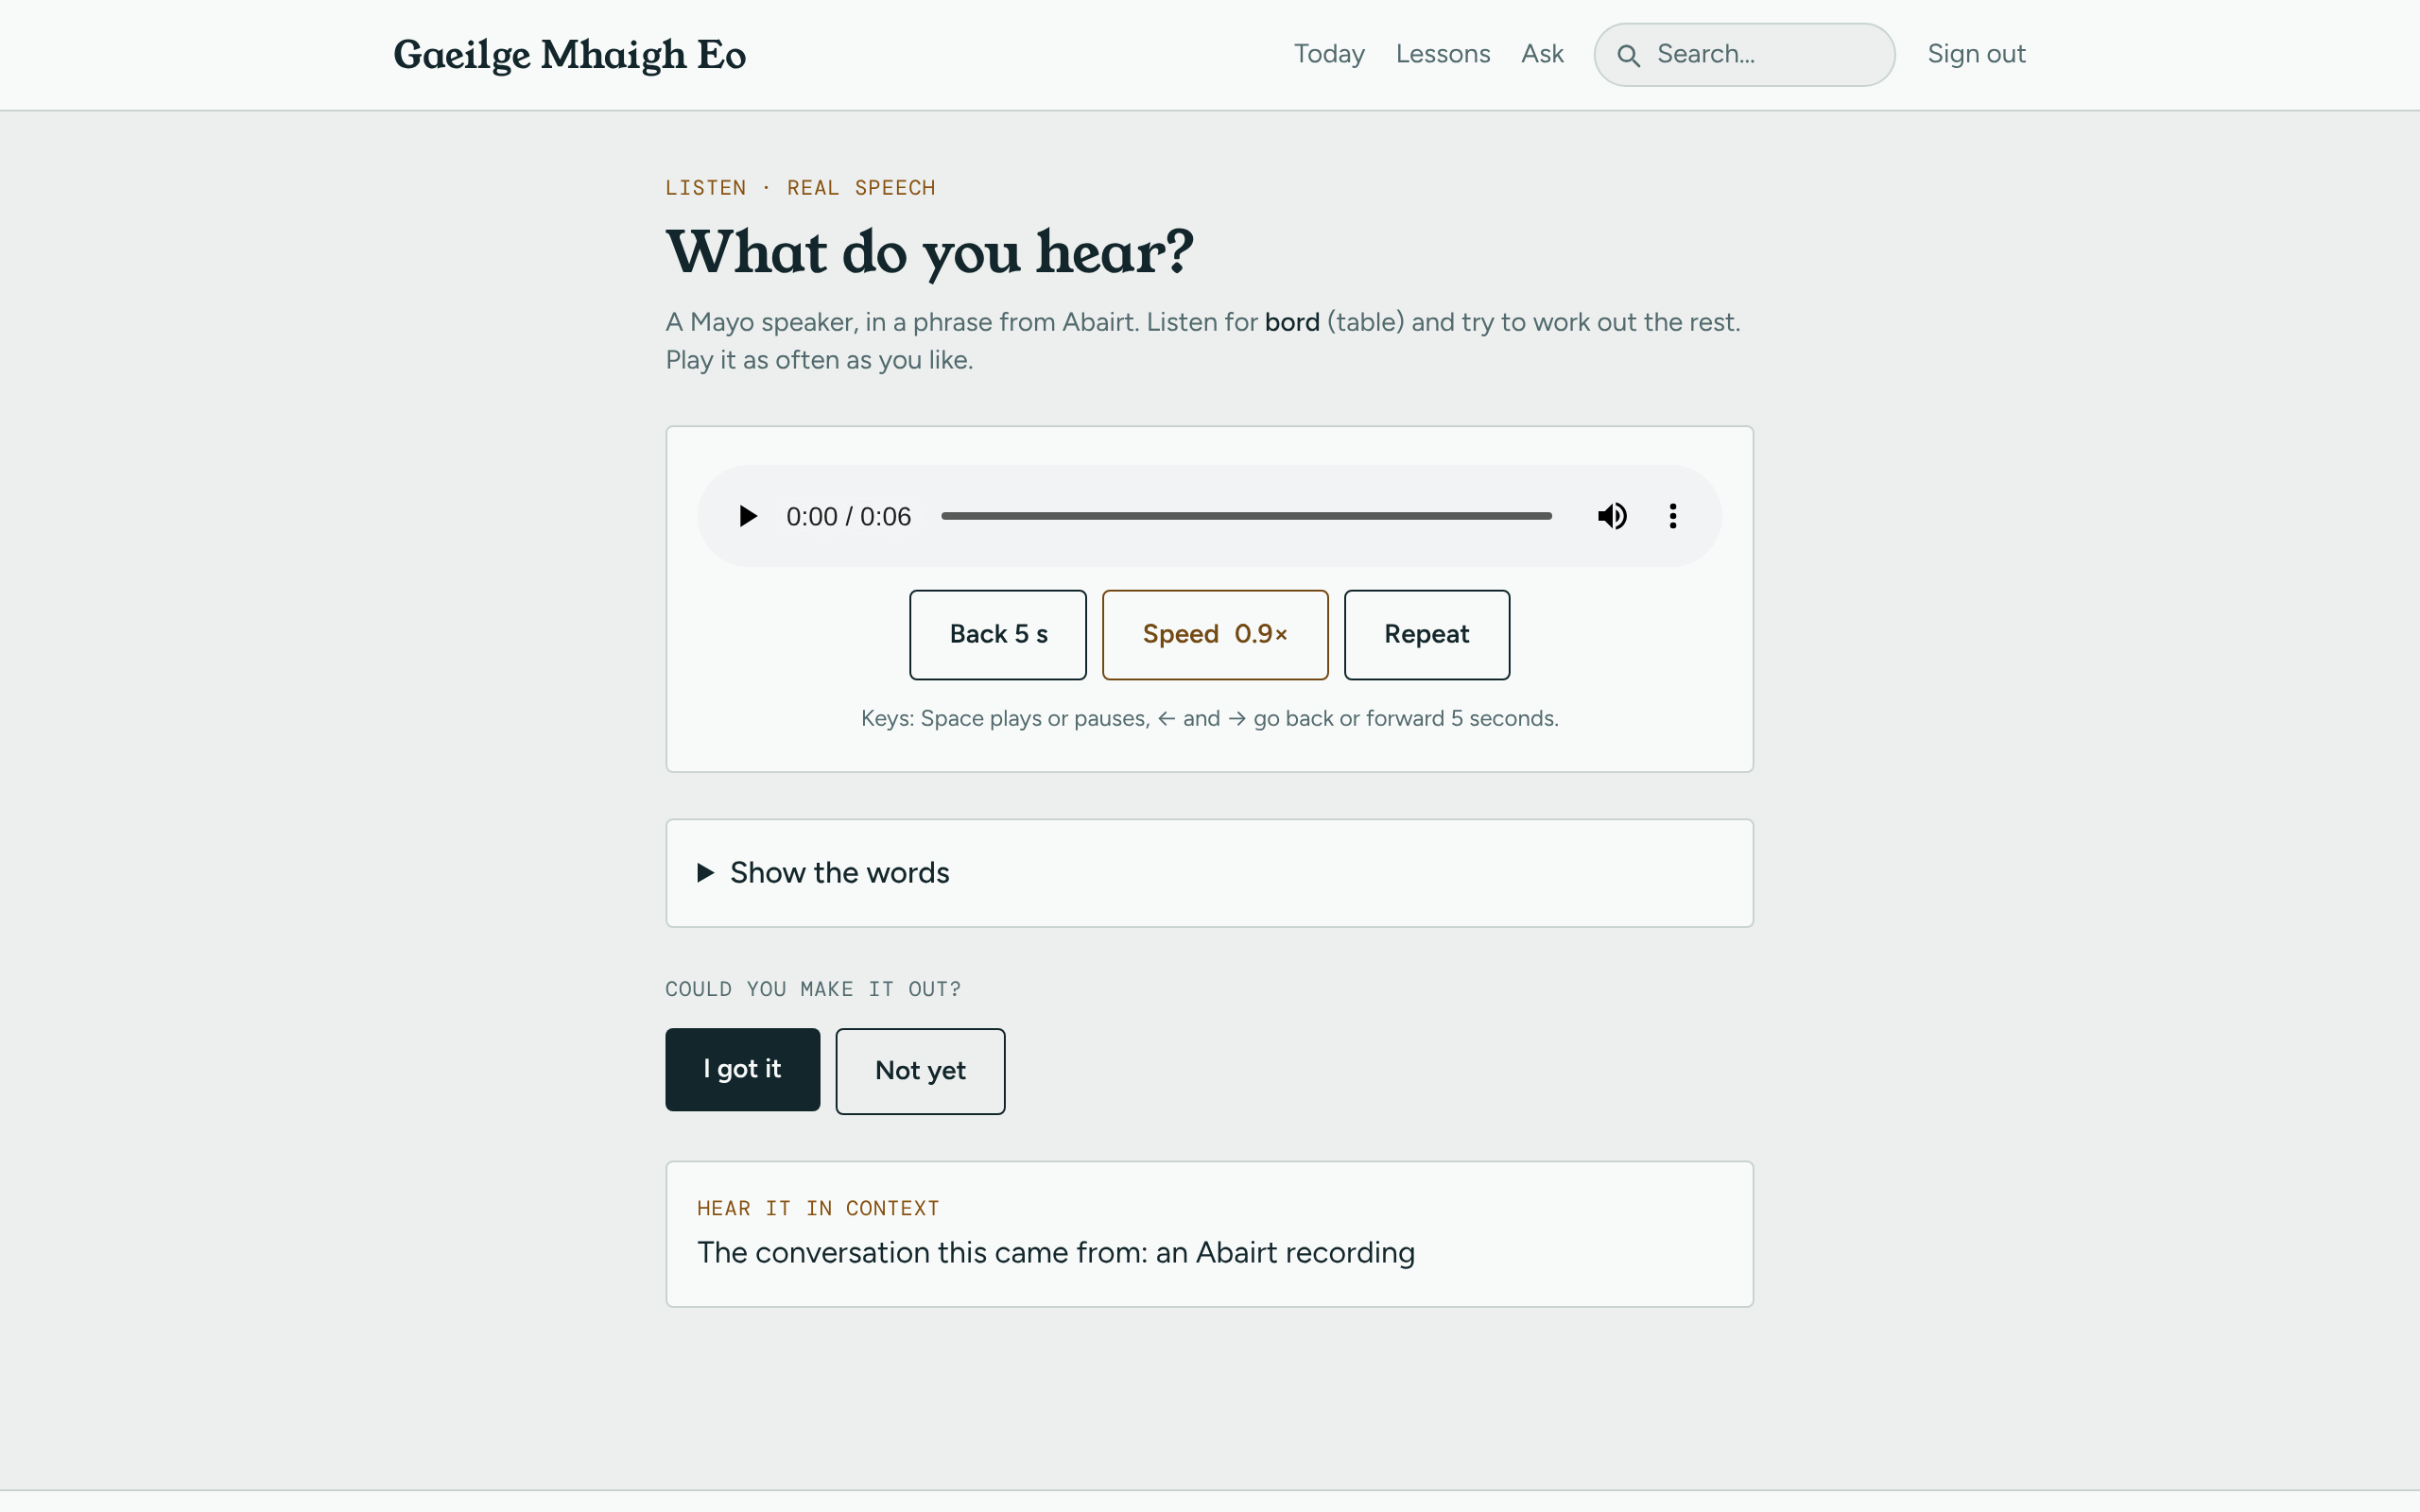 Gaeilge Mhaigh Eo
Today Lessons Ask Search... Sign out
LISTEN · REAL SPEECH
What do you hear?
A Mayo speaker, in a phrase from Abairt. Listen for bord (table) and try to work out the rest.
Play it as often as you like.
0:00 / 0:06
Back 5 s Speed 0.9× Repeat
Keys: Space plays or pauses, ← and → go back or forward 5 seconds.
Show the words
COULD YOU MAKE IT OUT?
I got it Not yet
HEAR IT IN CONTEXT
The conversation this came from: an Abairt recording